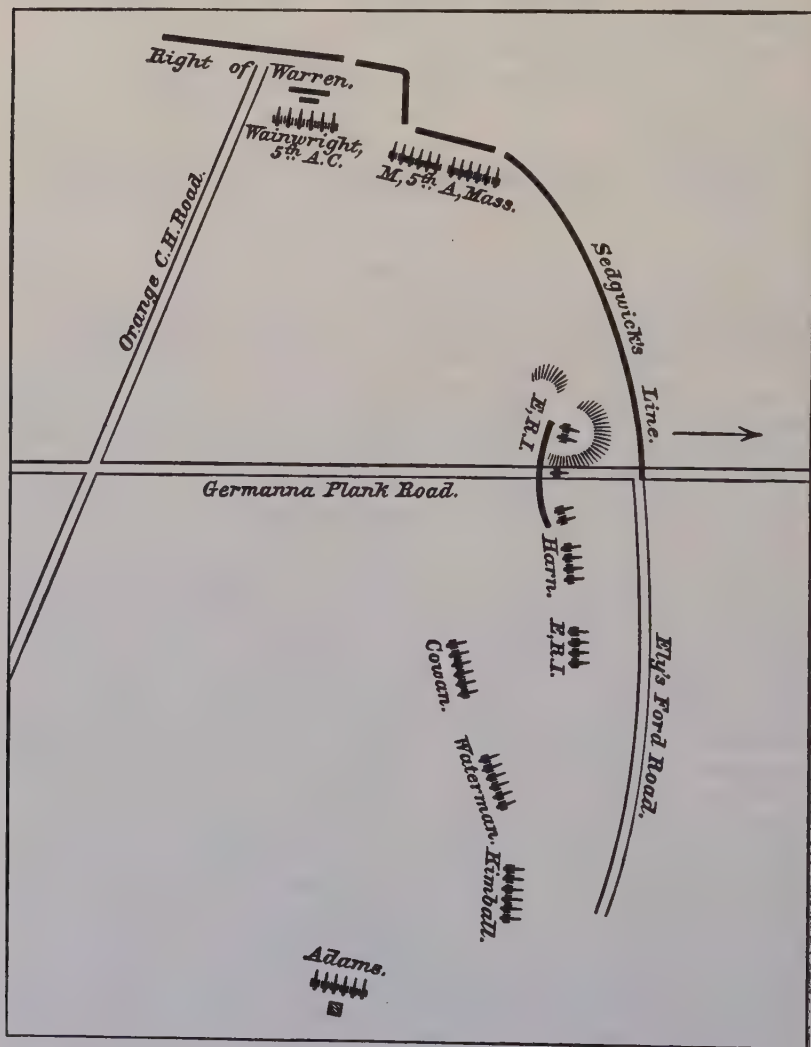 Right of Warren.
Wainwright,
5th A.C.
M, 5th A, Mass.
Orange C.H. Road.
Sedgwick's Line.
E, R.I.
Germanna Plank Road.
Harn.
E, R.I.
Cowan.
Ely's Ford Road.
Waterman.
Kimball.
Adams.